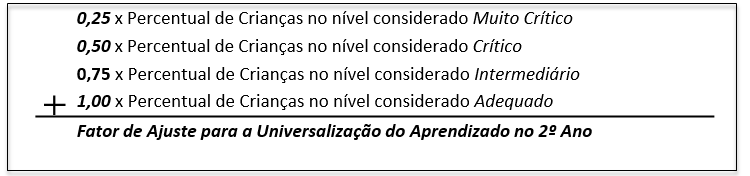 0,25 x Percentual de Crianças no nível considerado Muito Crítico
0,50 x Percentual de Crianças no nível considerado Crítico
0,75 x Percentual de Crianças no nível considerado Intermediário
+ 1,00 x Percentual de Crianças no nível considerado Adequado
Fator de Ajuste para a Universalização do Aprendizado no 2º Ano